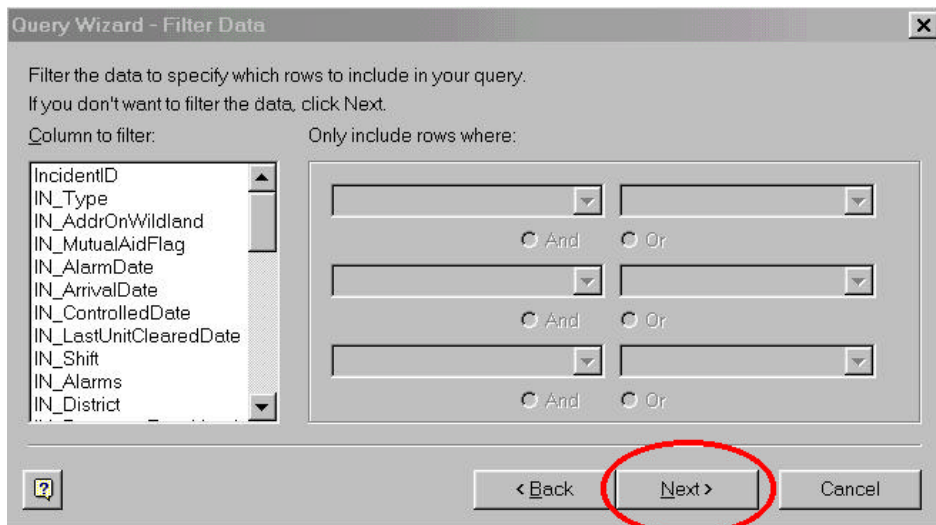 Query Wizard - Filter Data
Filter the data to specify which rows to include in your query.
If you don't want to filter the data, click Next.
Column to filter:
Only include rows where:
IncidentID
IN_Type
IN_AddrOnWildland
IN_MutualAidFlag
IN_AlarmDate
IN_ArrivalDate
IN_ControlledDate
IN_LastUnitClearedDate
IN_Shift
IN_Alarms
IN_District
And Or
And Or
And Or
< Back Next > Cancel